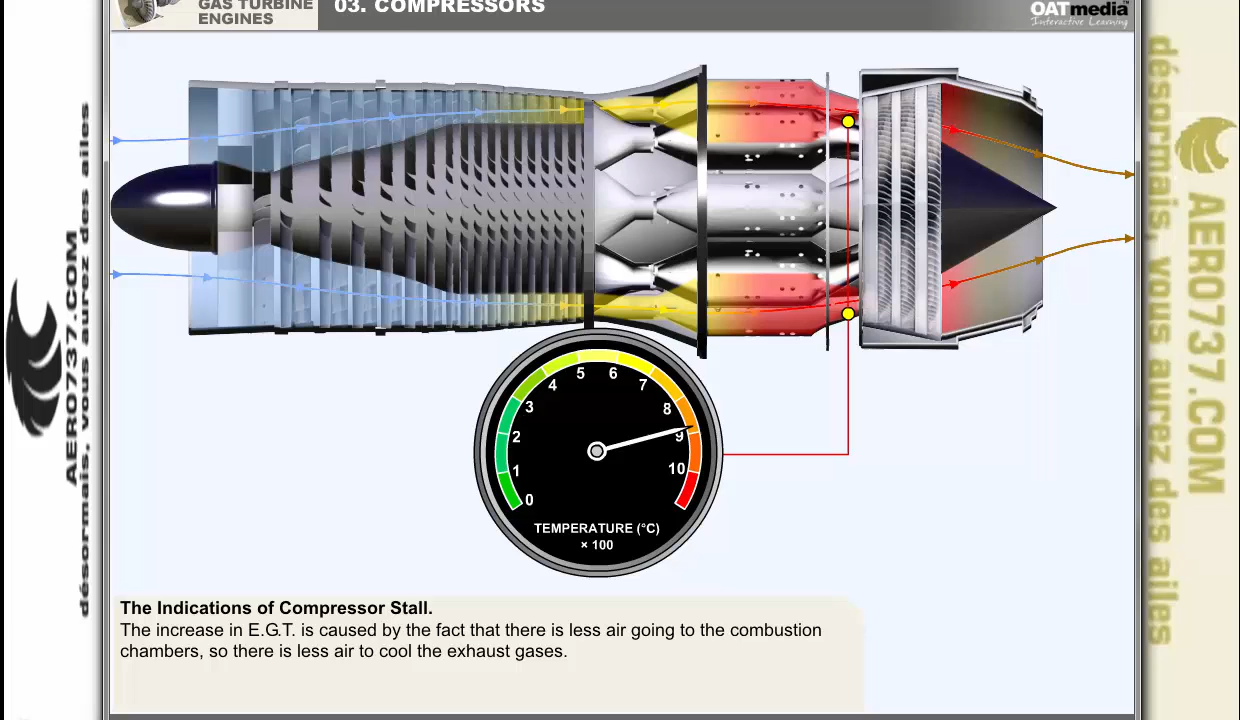 GAS TURBINE
ENGINES
03. COMPRESSORS
OATmedia™
Interactive Learning
0
1
2
3
4
5
6
7
8
9
10
TEMPERATURE (°C)
× 100
The Indications of Compressor Stall.
The increase in E.G.T. is caused by the fact that there is less air going to the combustion
chambers, so there is less air to cool the exhaust gases.
AERO737.COM
désormais, vous aurez des ailes
AERO737.COM
désormais, vous aurez des ailes